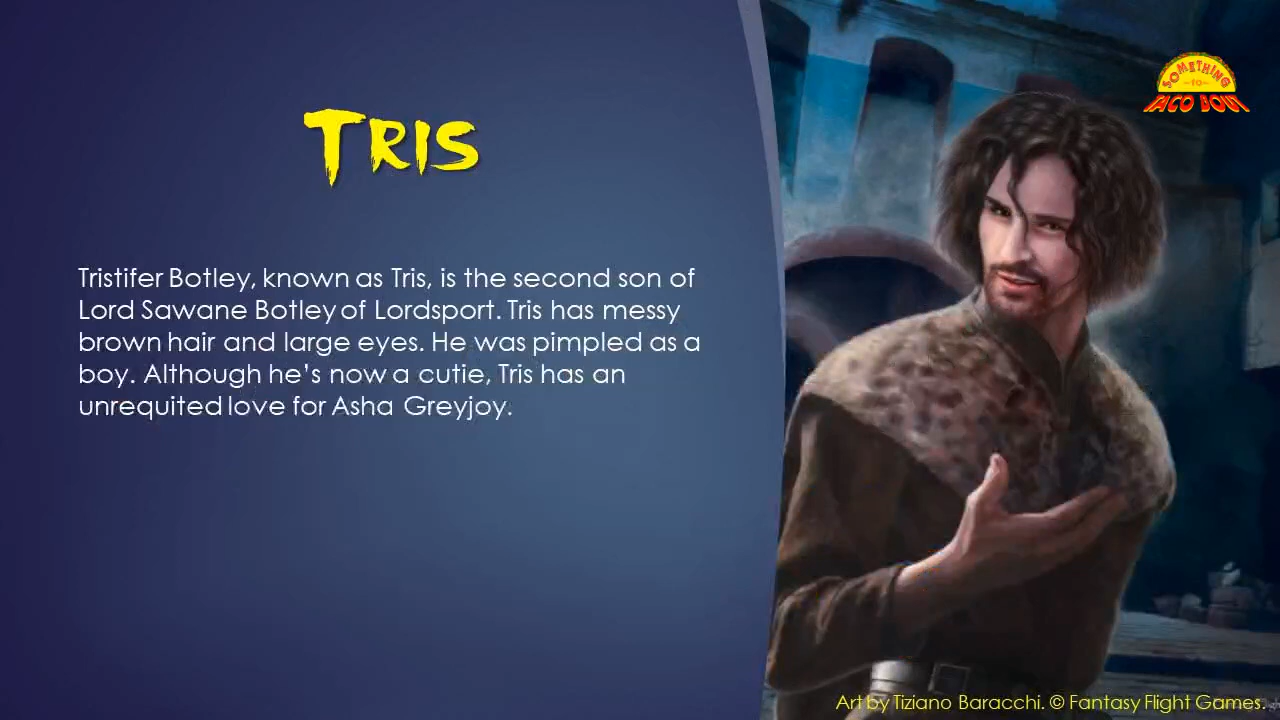 SOMETHING
-TO-
TACO BOUT
Tris
Tristifer Botley, known as Tris, is the second son of
Lord Sawane Botley of Lordsport. Tris has messy
brown hair and large eyes. He was pimpled as a
boy. Although he's now a cutie, Tris has an
unrequited love for Asha Greyjoy.
Art by Tiziano Baracchi. © Fantasy Flight Games.